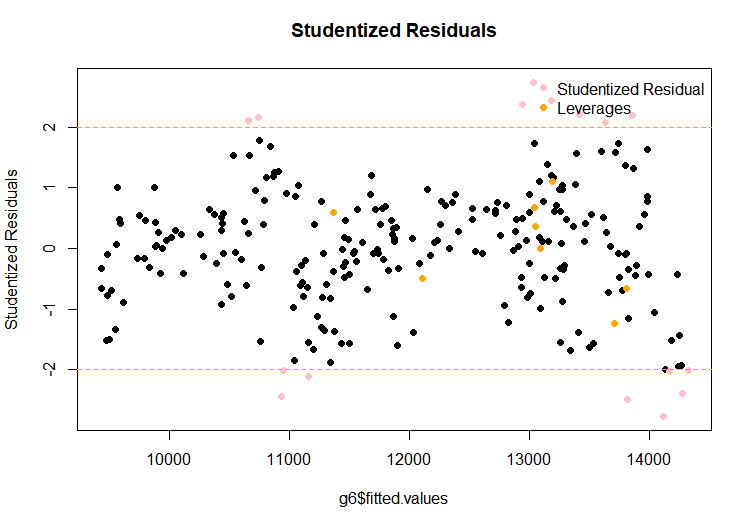 Studentized Residuals
Studentized Residual
Leverages
Studentized Residuals
2
1
0
-1
-2
10000 11000 12000 13000 14000
g6$fitted.values